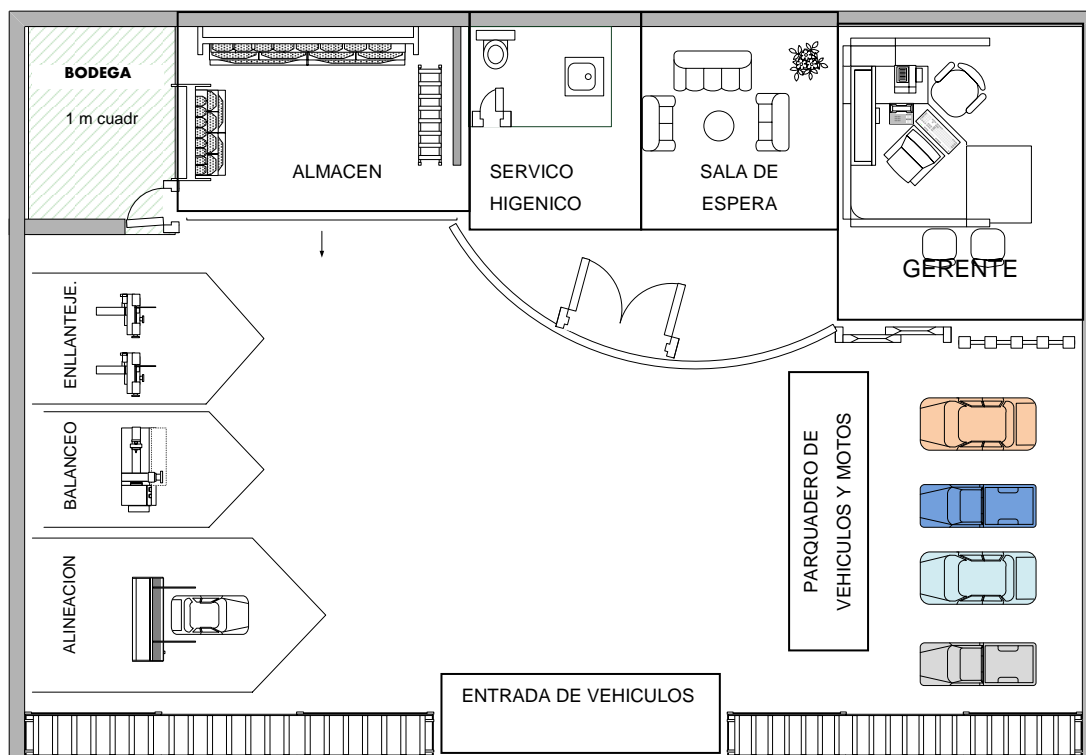 BODEGA
1 m cuadr
ALMACEN
SERVICO
HIGENICO
SALA DE
ESPERA
GERENTE
ENLLANTEJE.
BALANCEO
ALINEACION
PARQUADERO DE
VEHICULOS Y MOTOS
ENTRADA DE VEHICULOS